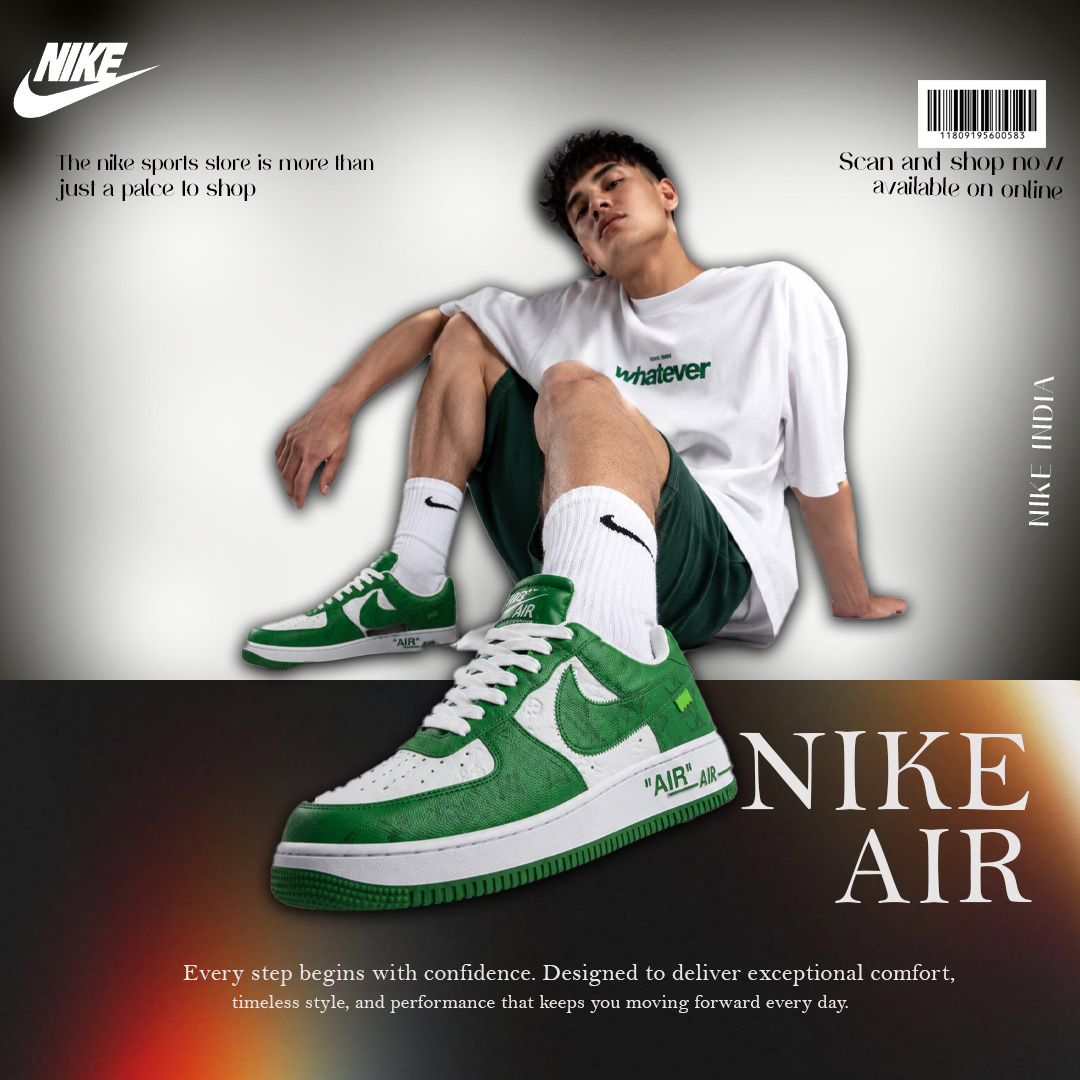 NIKE
11809195600583
The nike sports store is more than
just a palce to shop
Scan and shop now
available on online
whatever
NIKE INDIA
AIR
"AIR"
"AIR" AIR
NIKE
AIR
Every step begins with confidence. Designed to deliver exceptional comfort,
timeless style, and performance that keeps you moving forward every day.